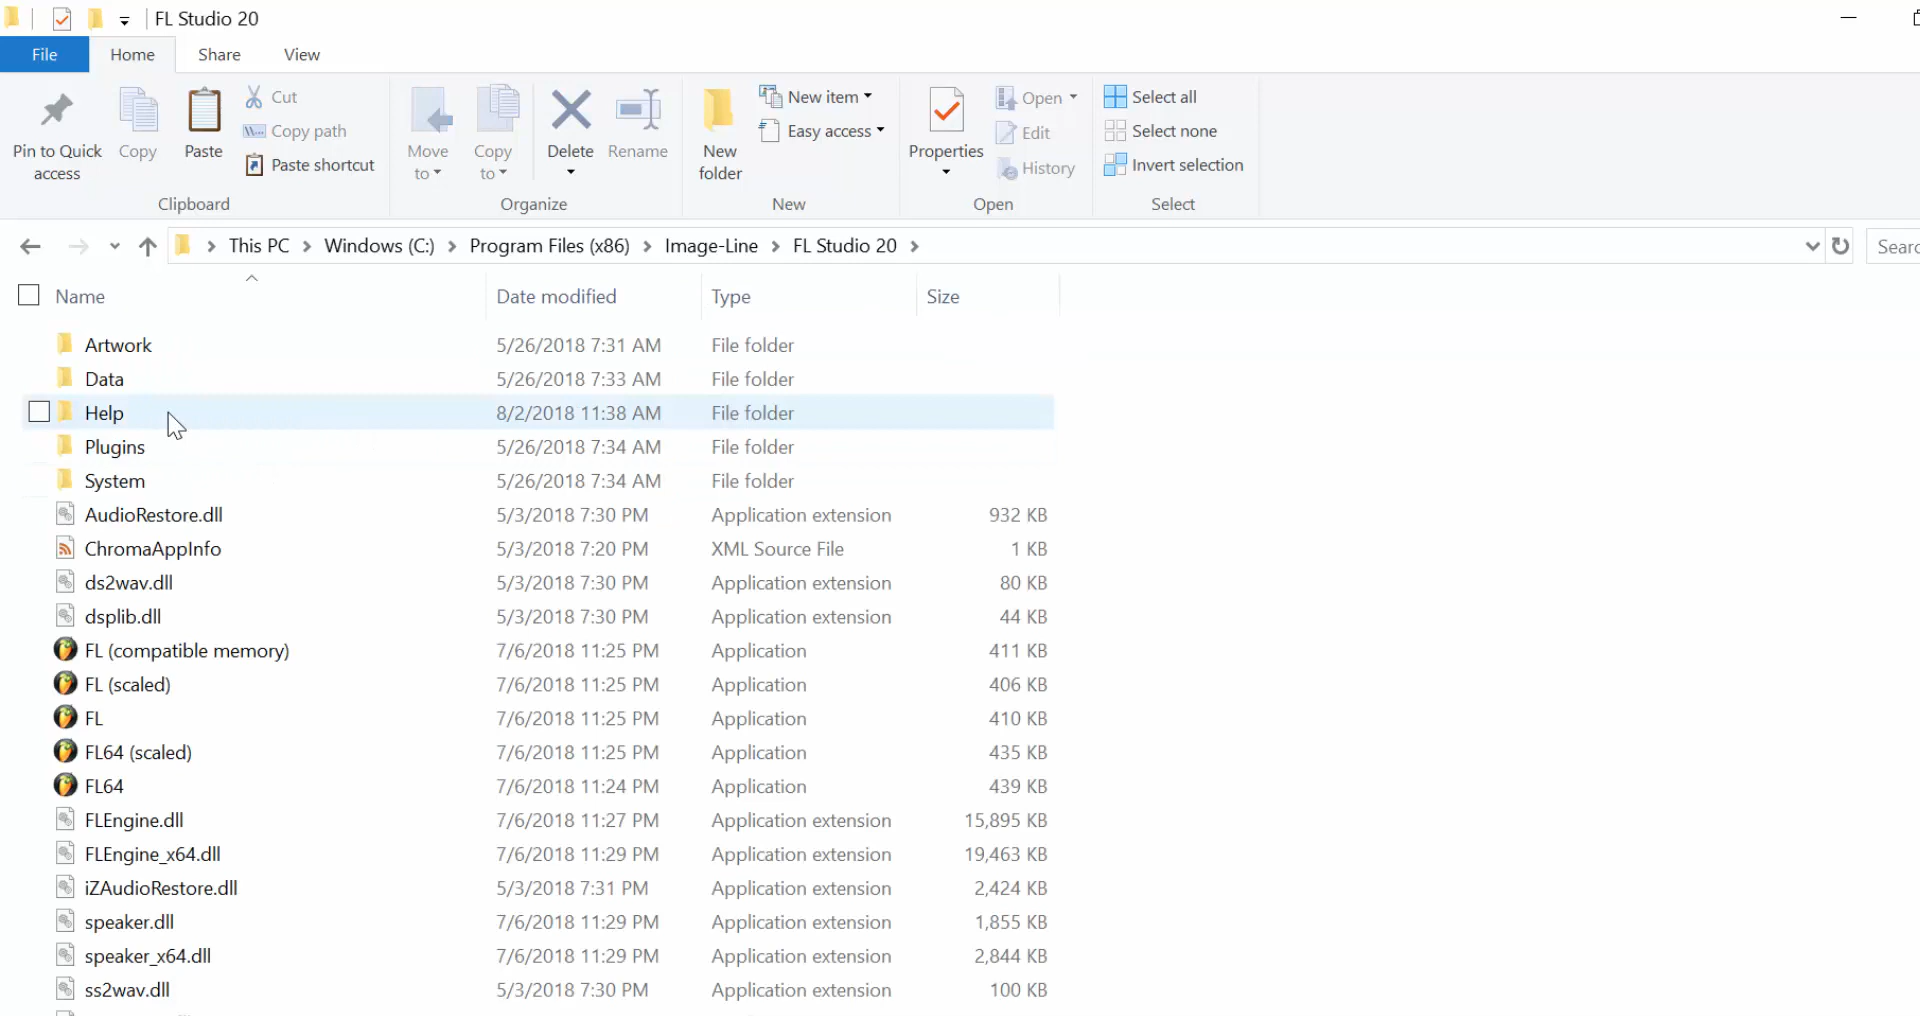 FL Studio 20
File Home Share View
Pin to Quick access
Copy
Paste
Cut
Copy path
Paste shortcut
Clipboard
Move to
Copy to
Delete
Rename
Organize
New folder
New item
Easy access
New
Properties
Open
Edit
History
Open
Select all
Select none
Invert selection
Select
This PC > Windows (C:) > Program Files (x86) > Image-Line > FL Studio 20 >
Name Date modified Type Size
Artwork 5/26/2018 7:31 AM File folder
Data 5/26/2018 7:33 AM File folder
Help 8/2/2018 11:38 AM File folder
Plugins 5/26/2018 7:34 AM File folder
System 5/26/2018 7:34 AM File folder
AudioRestore.dll 5/3/2018 7:30 PM Application extension 932 KB
ChromaAppInfo 5/3/2018 7:20 PM XML Source File 1 KB
ds2wav.dll 5/3/2018 7:30 PM Application extension 80 KB
dsplib.dll 5/3/2018 7:30 PM Application extension 44 KB
FL (compatible memory) 7/6/2018 11:25 PM Application 411 KB
FL (scaled) 7/6/2018 11:25 PM Application 406 KB
FL 7/6/2018 11:25 PM Application 410 KB
FL64 (scaled) 7/6/2018 11:25 PM Application 435 KB
FL64 7/6/2018 11:24 PM Application 439 KB
FLEngine.dll 7/6/2018 11:27 PM Application extension 15,895 KB
FLEngine_x64.dll 7/6/2018 11:29 PM Application extension 19,463 KB
iZAudioRestore.dll 5/3/2018 7:31 PM Application extension 2,424 KB
speaker.dll 7/6/2018 11:29 PM Application extension 1,855 KB
speaker_x64.dll 7/6/2018 11:29 PM Application extension 2,844 KB
ss2wav.dll 5/3/2018 7:30 PM Application extension 100 KB